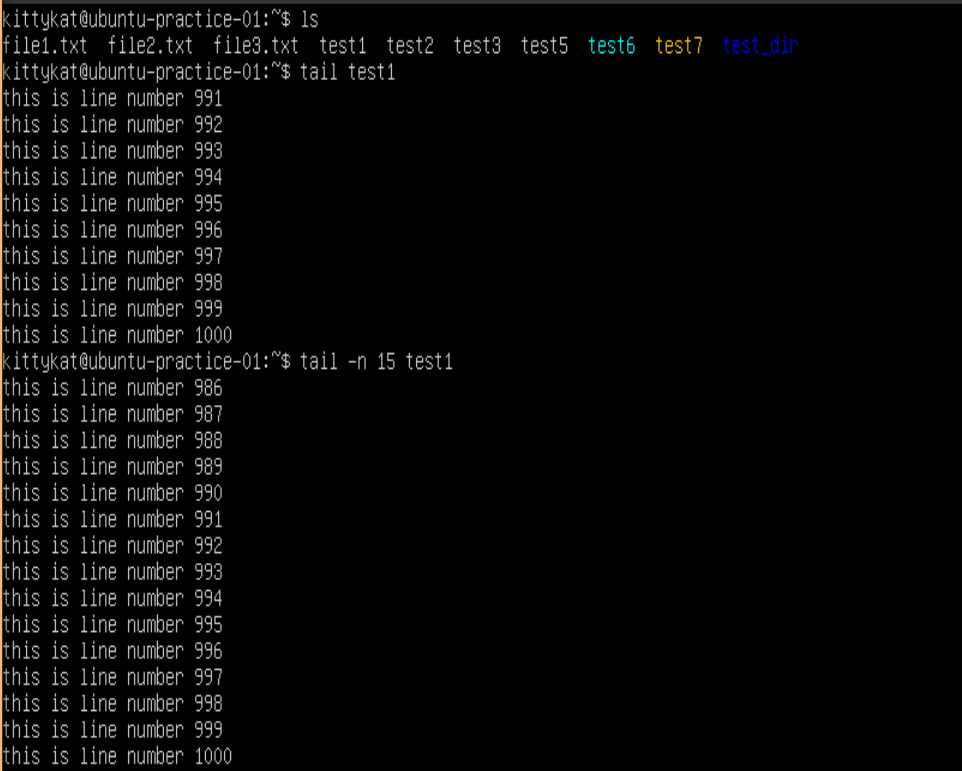 kittykat@ubuntu-practice-01:~$ ls
file1.txt  file2.txt  file3.txt  test1  test2  test3  test5  test6  test7  test_dir
kittykat@ubuntu-practice-01:~$ tail test1
this is line number 991
this is line number 992
this is line number 993
this is line number 994
this is line number 995
this is line number 996
this is line number 997
this is line number 998
this is line number 999
this is line number 1000
kittykat@ubuntu-practice-01:~$ tail -n 15 test1
this is line number 986
this is line number 987
this is line number 988
this is line number 989
this is line number 990
this is line number 991
this is line number 992
this is line number 993
this is line number 994
this is line number 995
this is line number 996
this is line number 997
this is line number 998
this is line number 999
this is line number 1000